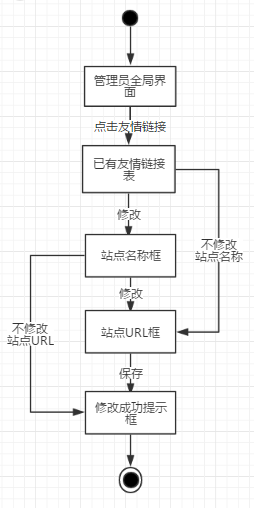 管理员全局界
面
点击友情链接
已有友情链接
表
修改
不修改
站点名称
站点名称框
修改
不修改
站点URL
站点URL框
保存
修改成功提示
框